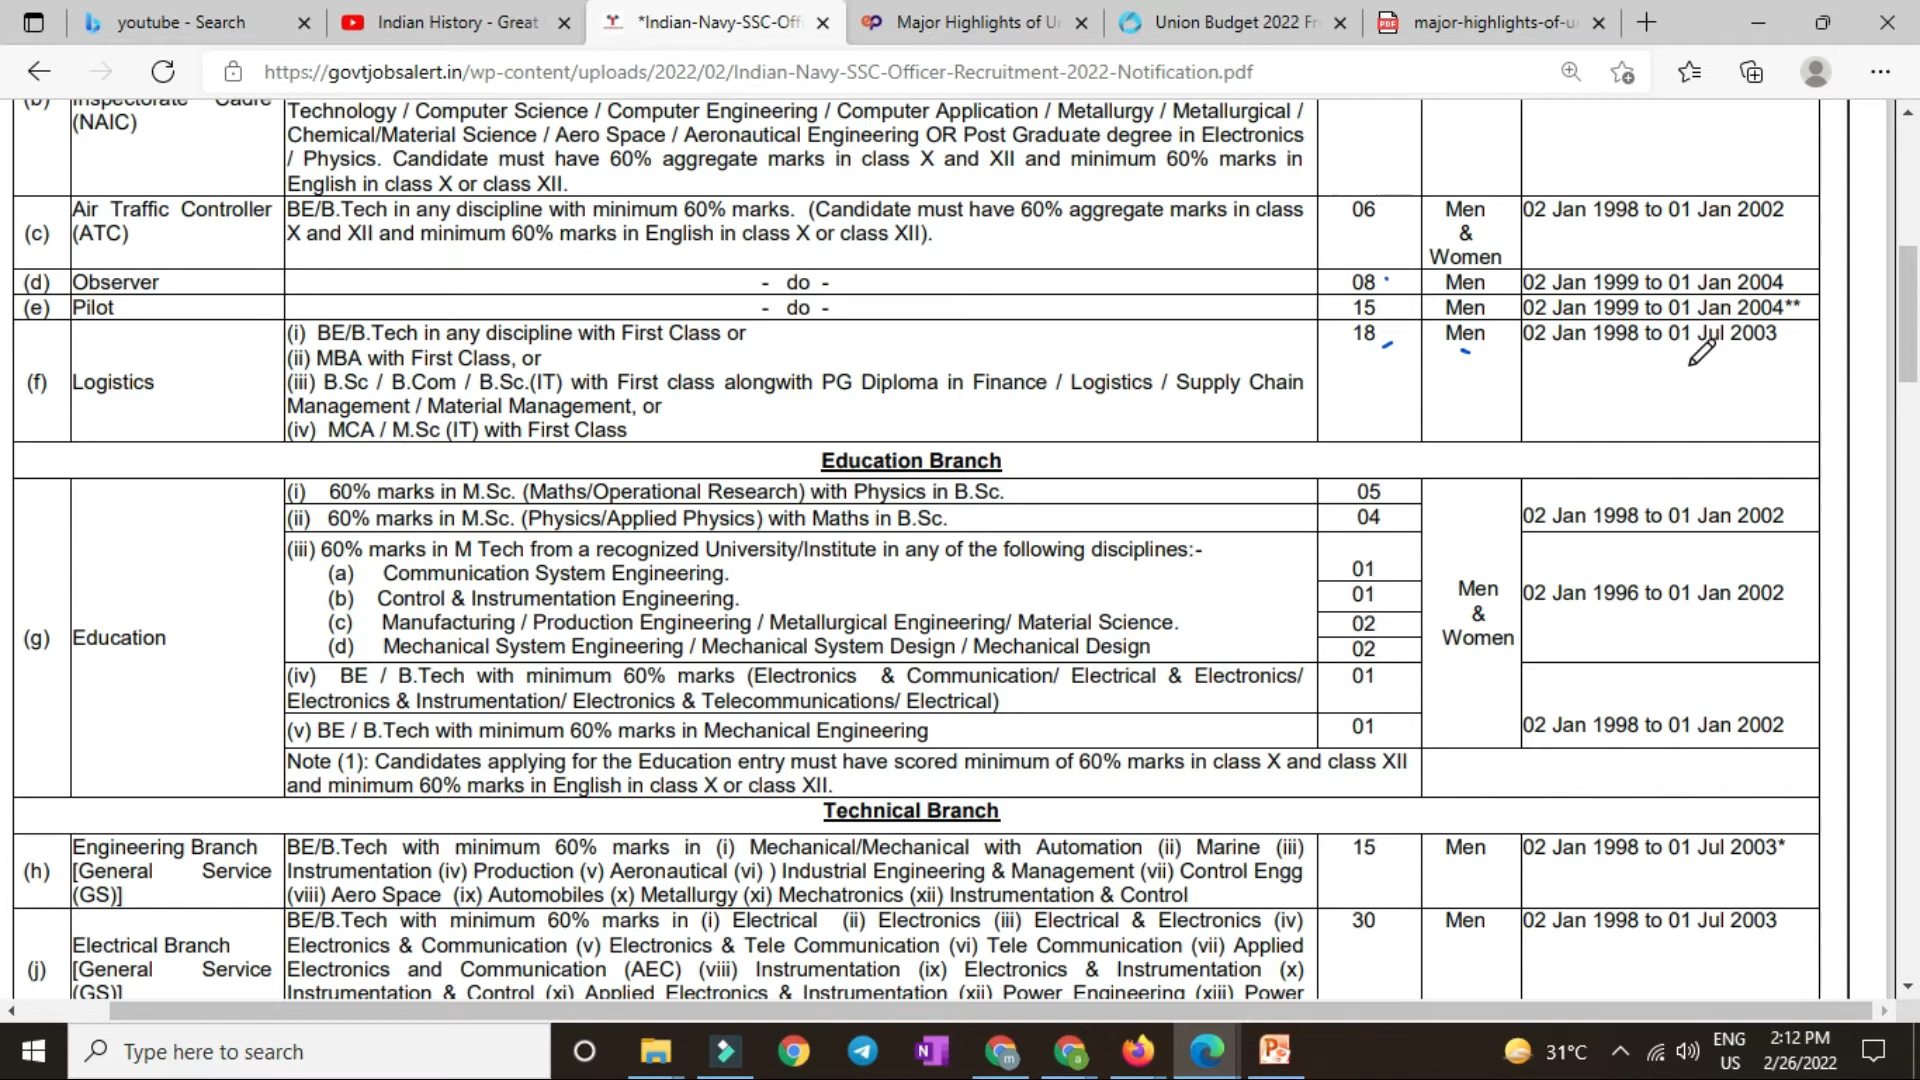 youtube - Search
Indian History - Great
*Indian-Navy-SSC-Off
Major Highlights of U
Union Budget 2022 Fr
major-highlights-of-u
https://govtjobsalert.in/wp-content/uploads/2022/02/Indian-Navy-SSC-Officer-Recruitment-2022-Notification.pdf
(b) Inspectorate Cadre
(NAIC)
Technology / Computer Science / Computer Engineering / Computer Application / Metallurgy / Metallurgical /
Chemical/Material Science / Aero Space / Aeronautical Engineering OR Post Graduate degree in Electronics
/ Physics. Candidate must have 60% aggregate marks in class X and XII and minimum 60% marks in
English in class X or class XII.
(c) Air Traffic Controller
(ATC)
BE/B.Tech in any discipline with minimum 60% marks. (Candidate must have 60% aggregate marks in class
X and XII and minimum 60% marks in English in class X or class XII).
06
Men
&
Women
02 Jan 1998 to 01 Jan 2002
(d) Observer - do - 08 Men 02 Jan 1999 to 01 Jan 2004
(e) Pilot - do - 15 Men 02 Jan 1999 to 01 Jan 2004**
(f) Logistics
(i) BE/B.Tech in any discipline with First Class or
(ii) MBA with First Class, or
(iii) B.Sc / B.Com / B.Sc.(IT) with First class alongwith PG Diploma in Finance / Logistics / Supply Chain
Management / Material Management, or
(iv) MCA / M.Sc (IT) with First Class
18 Men 02 Jan 1998 to 01 Jul 2003
Education Branch
(g) Education
(i) 60% marks in M.Sc. (Maths/Operational Research) with Physics in B.Sc. 05
(ii) 60% marks in M.Sc. (Physics/Applied Physics) with Maths in B.Sc. 04
02 Jan 1998 to 01 Jan 2002
(iii) 60% marks in M Tech from a recognized University/Institute in any of the following disciplines:-
(a) Communication System Engineering. 01
(b) Control & Instrumentation Engineering. 01
(c) Manufacturing / Production Engineering / Metallurgical Engineering/ Material Science. 02
(d) Mechanical System Engineering / Mechanical System Design / Mechanical Design 02
Men
&
Women
02 Jan 1996 to 01 Jan 2002
(iv) BE / B.Tech with minimum 60% marks (Electronics & Communication/ Electrical & Electronics/
Electronics & Instrumentation/ Electronics & Telecommunications/ Electrical)
01
(v) BE / B.Tech with minimum 60% marks in Mechanical Engineering 01
02 Jan 1998 to 01 Jan 2002
Note (1): Candidates applying for the Education entry must have scored minimum of 60% marks in class X and class XII
and minimum 60% marks in English in class X or class XII.
Technical Branch
(h) Engineering Branch
[General Service
(GS)]
BE/B.Tech with minimum 60% marks in (i) Mechanical/Mechanical with Automation (ii) Marine (iii)
Instrumentation (iv) Production (v) Aeronautical (vi) ) Industrial Engineering & Management (vii) Control Engg
(viii) Aero Space (ix) Automobiles (x) Metallurgy (xi) Mechatronics (xii) Instrumentation & Control
15 Men 02 Jan 1998 to 01 Jul 2003*
(j) Electrical Branch
[General Service
(GS)]
BE/B.Tech with minimum 60% marks in (i) Electrical (ii) Electronics (iii) Electrical & Electronics (iv)
Electronics & Communication (v) Electronics & Tele Communication (vi) Tele Communication (vii) Applied
Electronics and Communication (AEC) (viii) Instrumentation (ix) Electronics & Instrumentation (x)
Instrumentation & Control (xi) Applied Electronics & Instrumentation (xii) Power Engineering (xiii) Power
30 Men 02 Jan 1998 to 01 Jul 2003
Type here to search
31°C
ENG
US
2:12 PM
2/26/2022